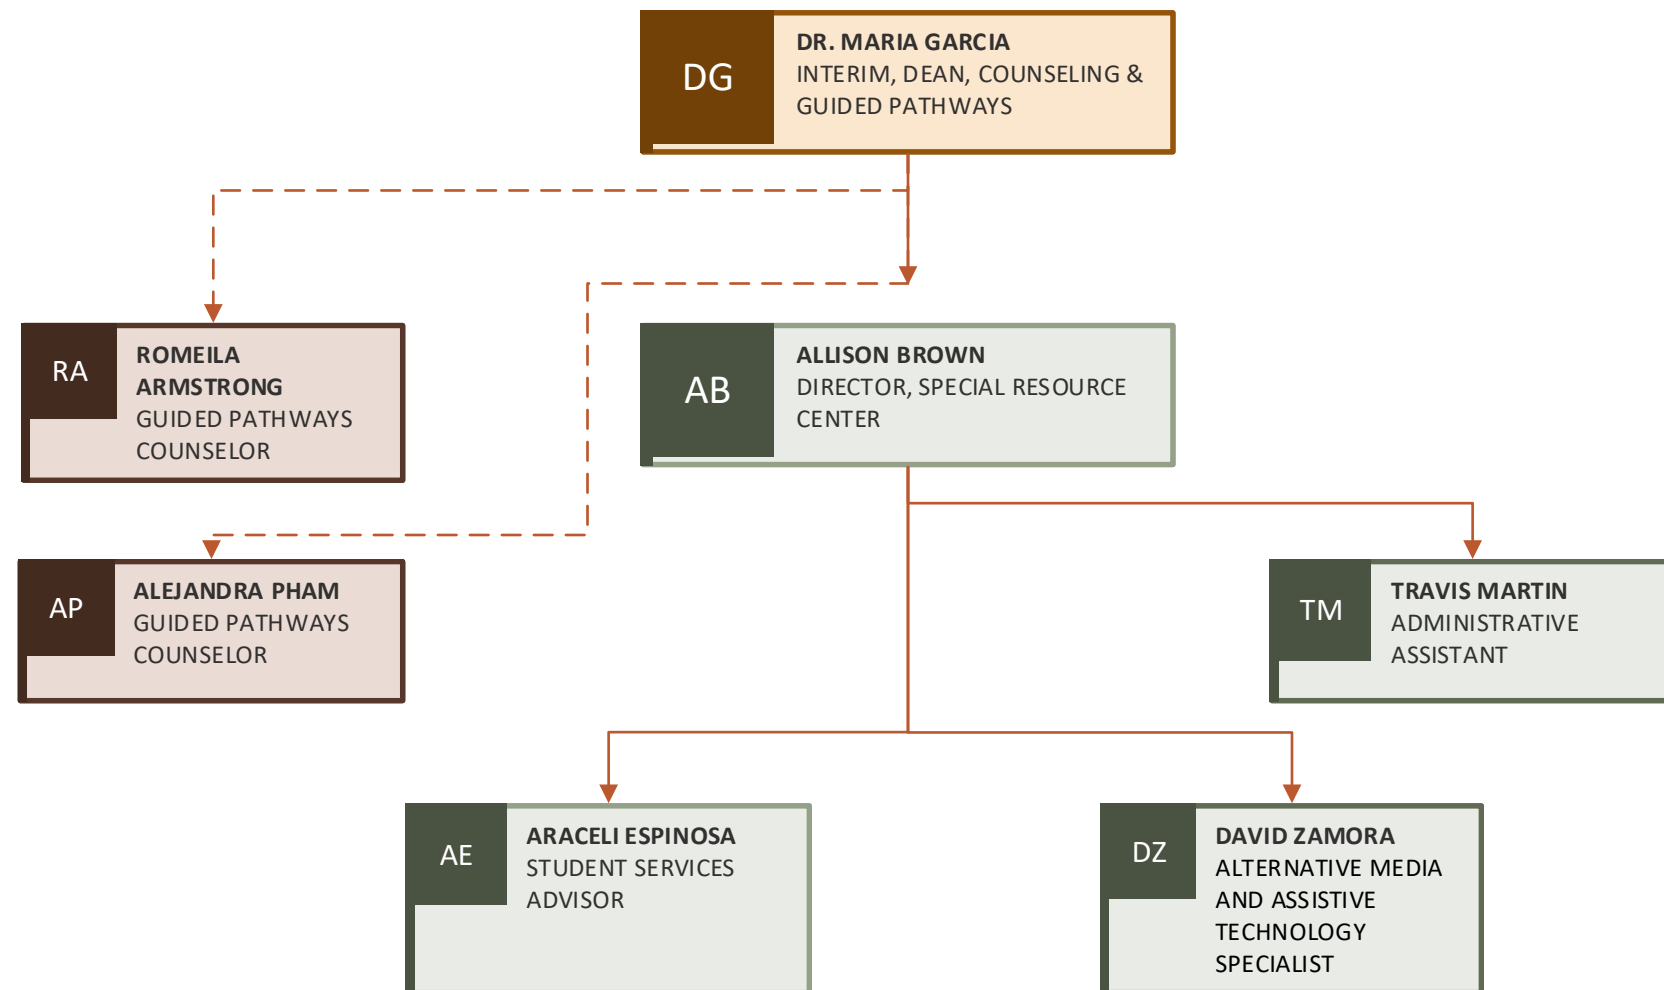 DG
DR. MARIA GARCIA
INTERIM, DEAN, COUNSELING &
GUIDED PATHWAYS
RA
ROMEILA
ARMSTRONG
GUIDED PATHWAYS
COUNSELOR
AB
ALLISON BROWN
DIRECTOR, SPECIAL RESOURCE
CENTER
AP
ALEJANDRA PHAM
GUIDED PATHWAYS
COUNSELOR
TM
TRAVIS MARTIN
ADMINISTRATIVE
ASSISTANT
AE
ARACELI ESPINOSA
STUDENT SERVICES
ADVISOR
DZ
DAVID ZAMORA
ALTERNATIVE MEDIA
AND ASSISTIVE
TECHNOLOGY
SPECIALIST